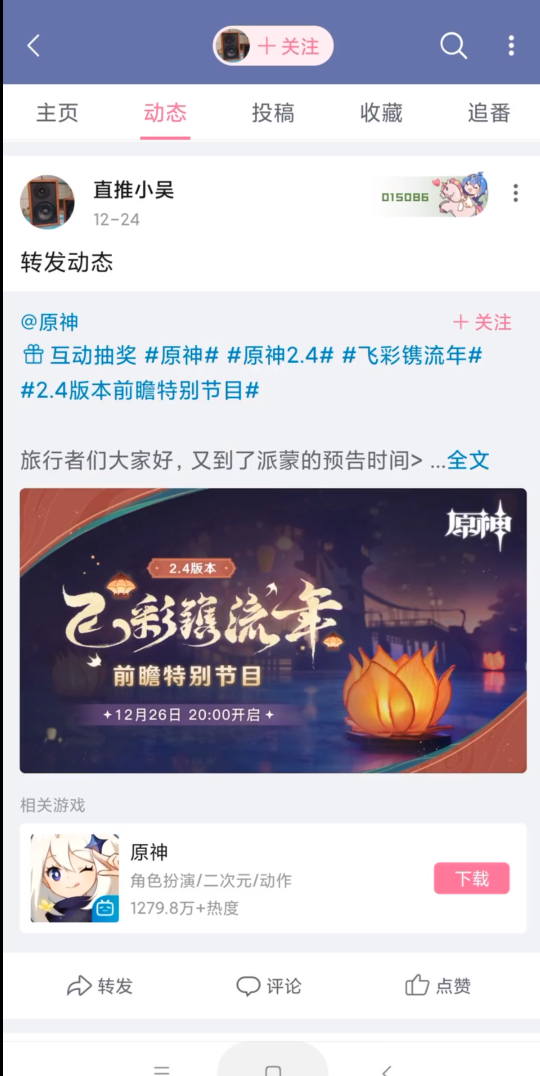 关注
主页 动态 投稿 收藏 追番
直推小吴
12-24
015086
转发动态
@原神
关注
互动抽奖 #原神# #原神2.4# #飞彩镌流年#
#2.4版本前瞻特别节目#
旅行者们大家好，又到了派蒙的预告时间> ...全文
原神
2.4版本
飞彩镌流年
前瞻特别节目
12月26日 20:00开启
相关游戏
原神
角色扮演/二次元/动作
1279.8万+热度
下载
转发 评论 点赞